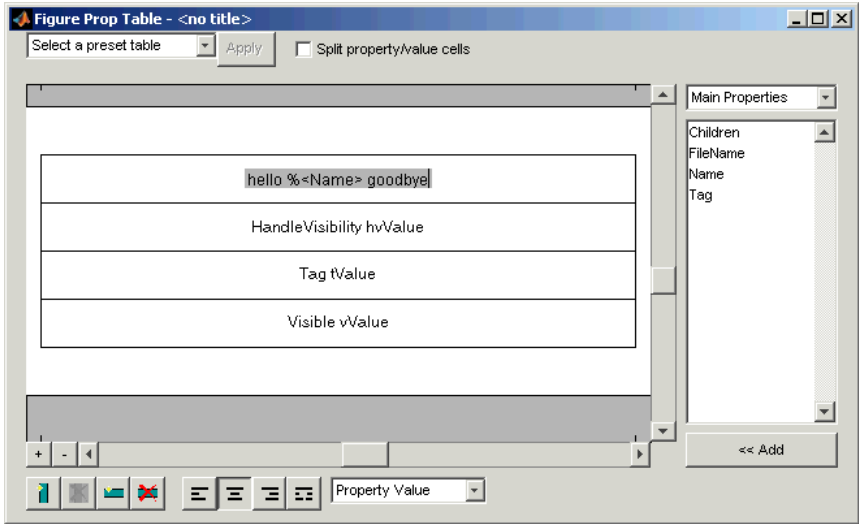 Figure Prop Table - <no title>
Select a preset table
Apply
Split property/value cells
Main Properties
Children
FileName
Name
Tag
hello %<Name> goodbye
HandleVisibility hvValue
Tag tValue
Visible vValue
+ -
<< Add
Property Value